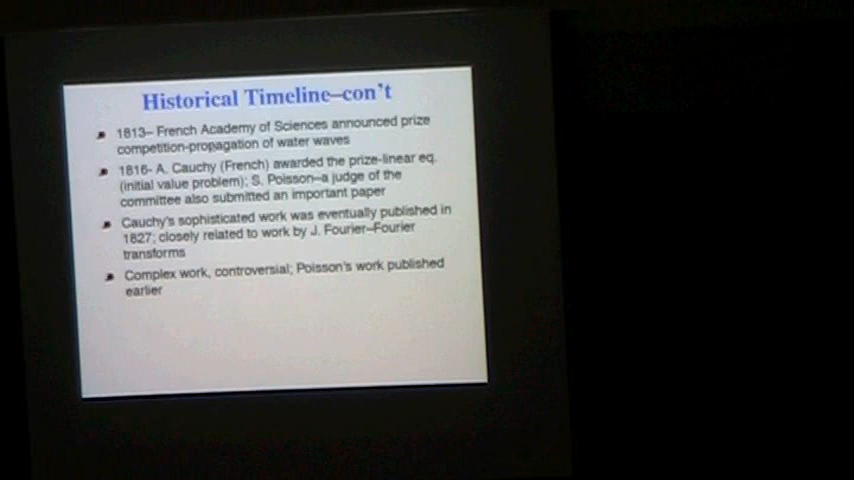 Historical Timeline–con't
1813– French Academy of Sciences announced prize
competition-propagation of water waves
1816- A. Cauchy (French) awarded the prize-linear eq.
(initial value problem); S. Poisson–a judge of the
committee also submitted an important paper
Cauchy's sophisticated work was eventually published in
1827; closely related to work by J. Fourier–Fourier
transforms
Complex work, controversial; Poisson's work published
earlier